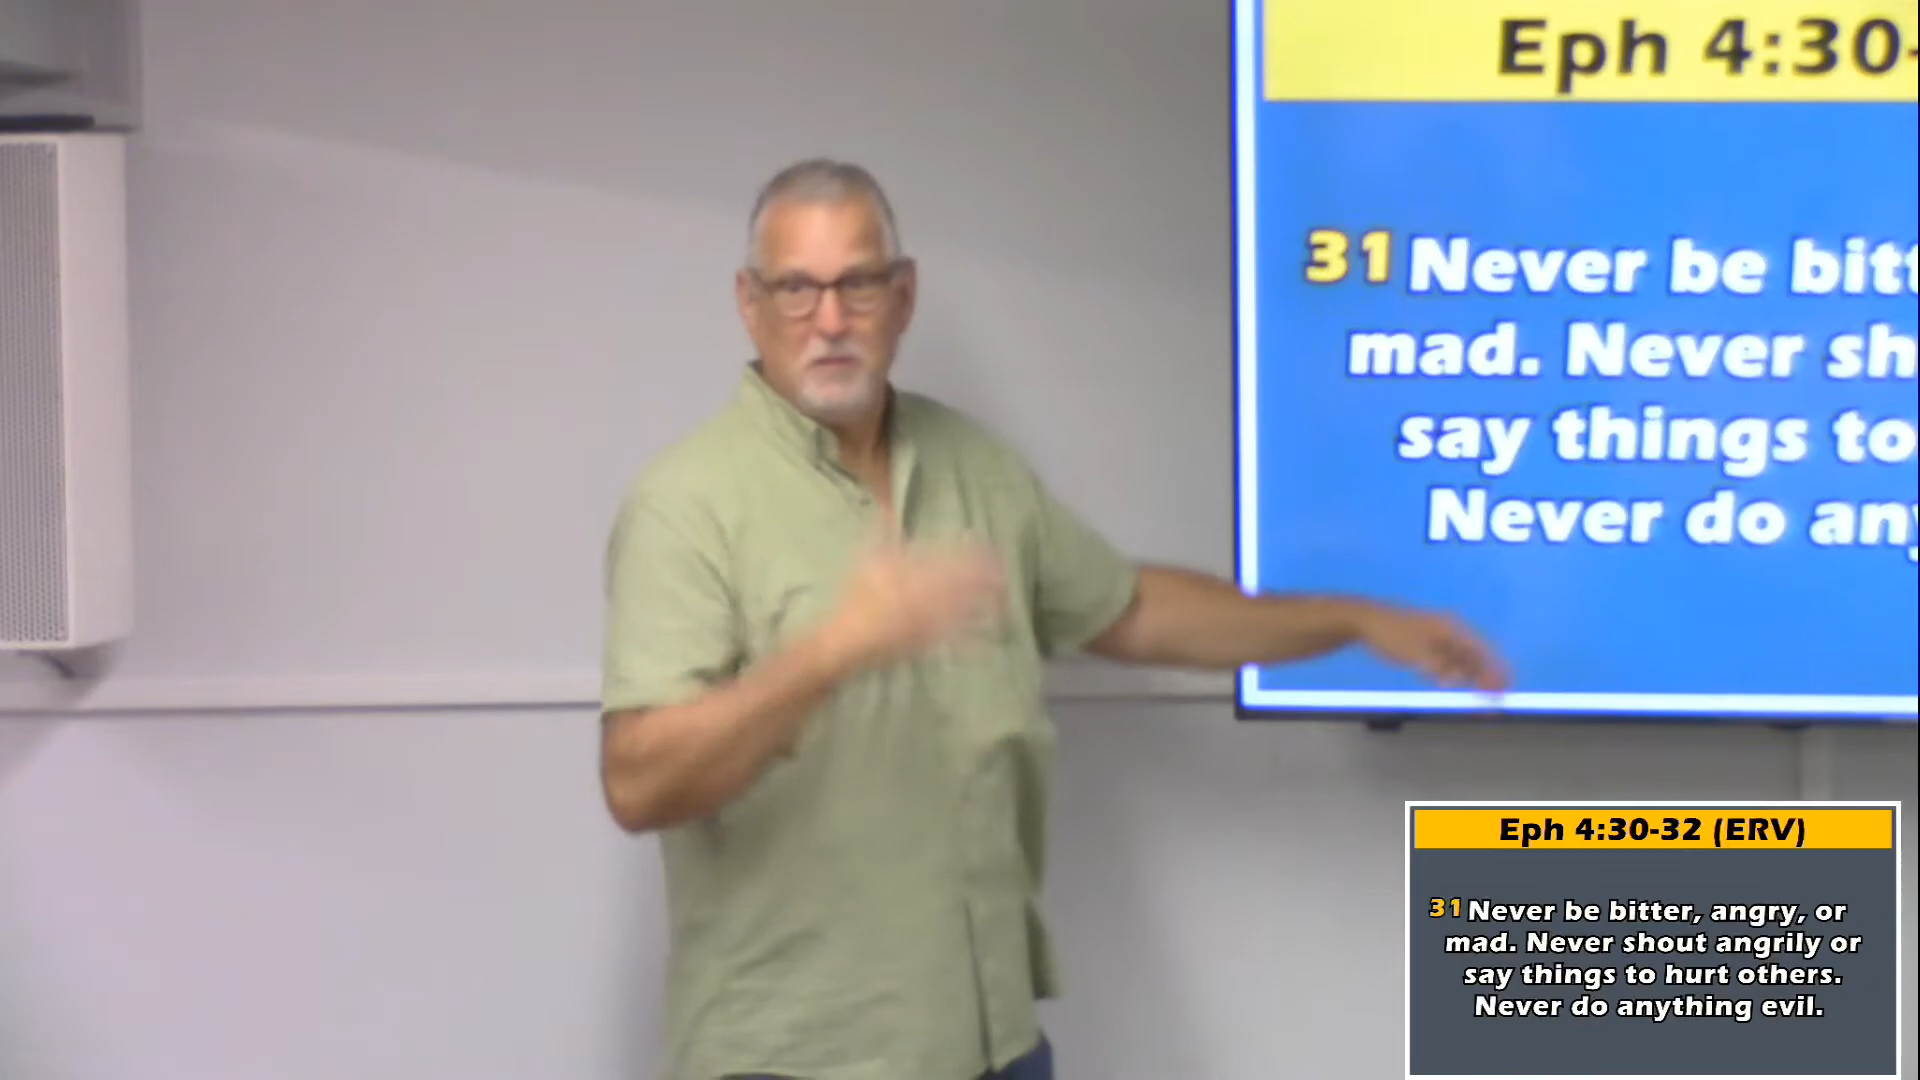 Eph 4:30-
31 Never be bitt
mad. Never sh
say things to
Never do any
Eph 4:30-32 (ERV)
31 Never be bitter, angry, or
mad. Never shout angrily or
say things to hurt others.
Never do anything evil.